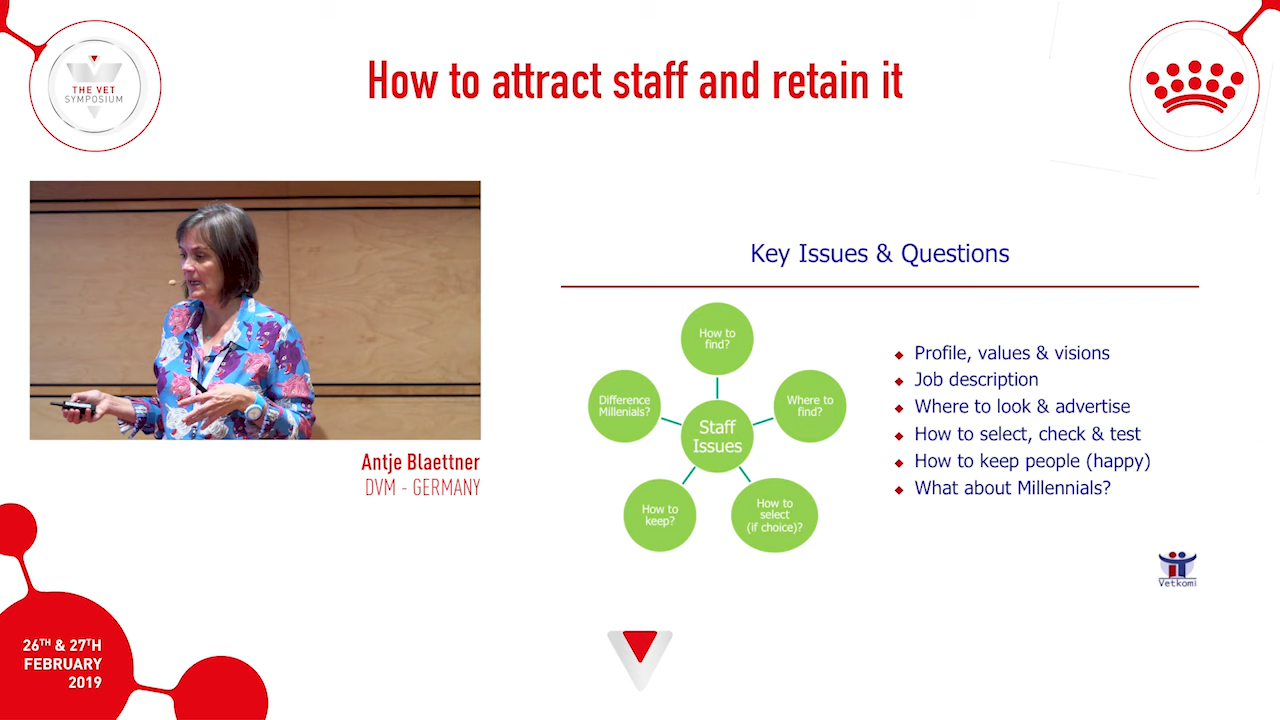 THE VET
SYMPOSIUM
How to attract staff and retain it
Antje Blaettner
DVM - GERMANY
Key Issues & Questions
How to
find?
Difference
Millenials?
Where to
find?
Staff
Issues
How to
keep?
How to
select
(if choice)?
Profile, values & visions
Job description
Where to look & advertise
How to select, check & test
How to keep people (happy)
What about Millennials?
Vetkomi
26TH & 27TH
FEBRUARY
2019